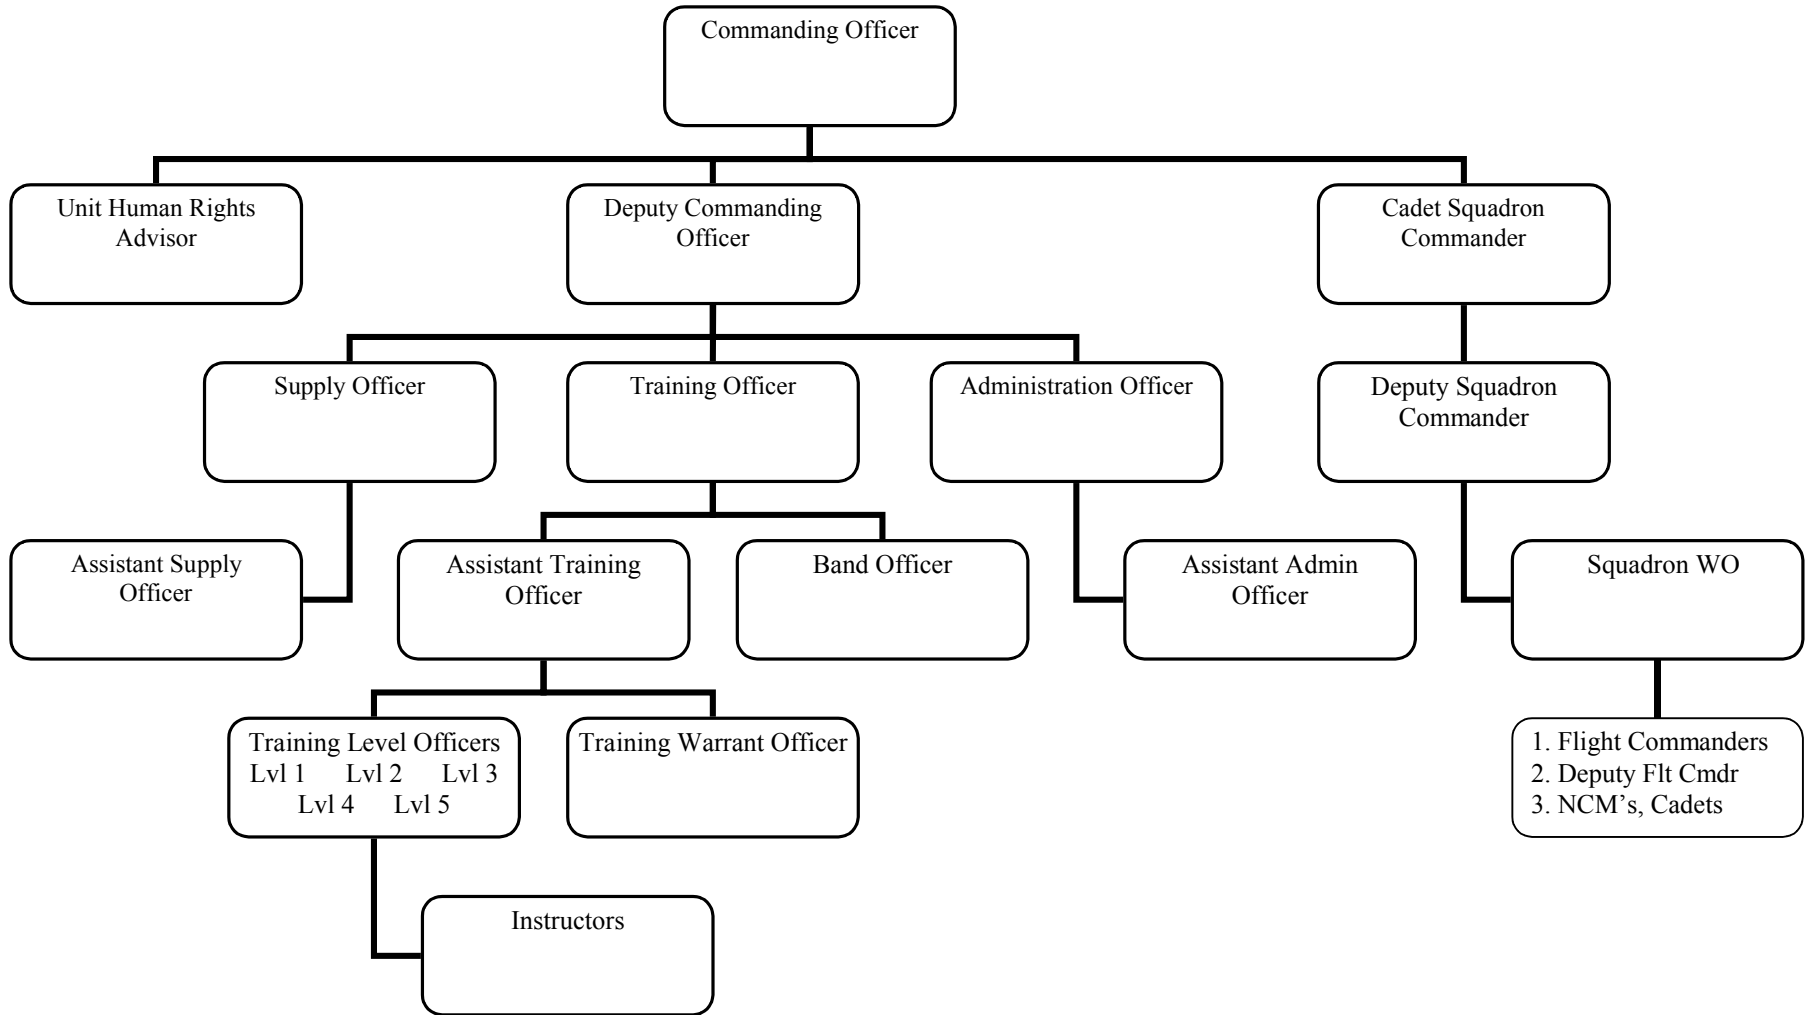 Commanding Officer
Unit Human Rights
Advisor
Deputy Commanding
Officer
Cadet Squadron
Commander
Supply Officer
Training Officer
Administration Officer
Deputy Squadron
Commander
Assistant Supply
Officer
Assistant Training
Officer
Band Officer
Assistant Admin
Officer
Squadron WO
Training Level Officers
Lvl 1 Lvl 2 Lvl 3
Lvl 4 Lvl 5
Training Warrant Officer
1. Flight Commanders
2. Deputy Flt Cmdr
3. NCM’s, Cadets
Instructors